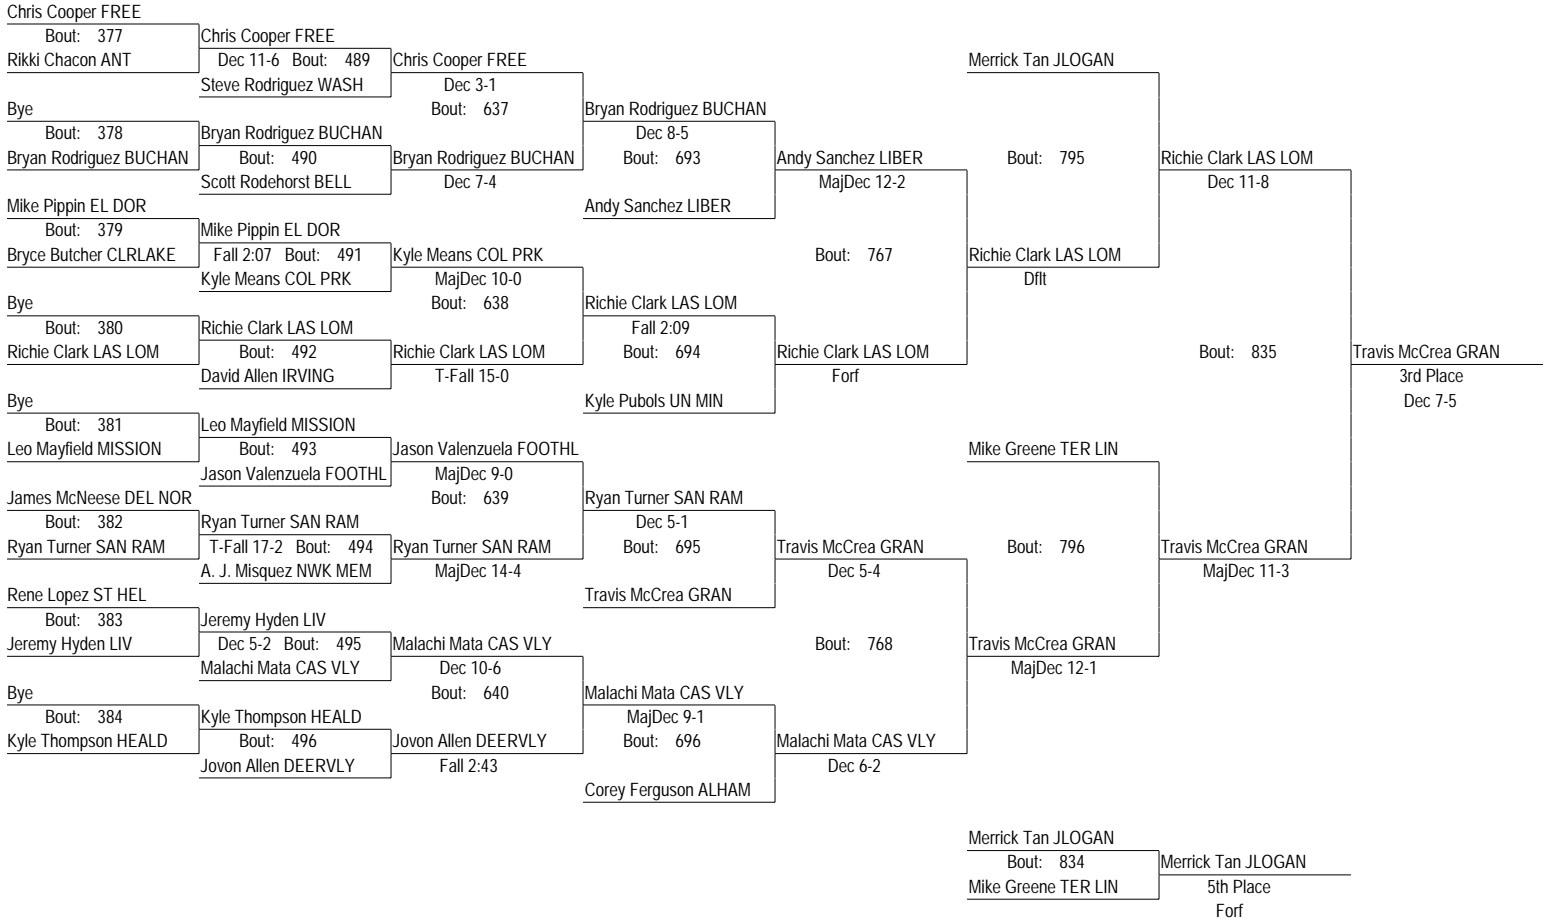 Chris Cooper FREE
Bout: 377
Rikki Chacon ANT
Bye
Bout: 378
Bryan Rodriguez BUCHAN
Mike Pippin EL DOR
Bout: 379
Bryce Butcher CLRLAKE
Bye
Bout: 380
Richie Clark LAS LOM
Bye
Bout: 381
Leo Mayfield MISSION
James McNeese DEL NOR
Bout: 382
Ryan Turner SAN RAM
Rene Lopez ST HEL
Bout: 383
Jeremy Hyden LIV
Bye
Bout: 384
Kyle Thompson HEALD
Chris Cooper FREE
Dec 11-6 Bout: 489
Steve Rodriguez WASH
Bryan Rodriguez BUCHAN
Bout: 490
Scott Rodehorst BELL
Mike Pippin EL DOR
Fall 2:07 Bout: 491
Kyle Means COL PRK
Richie Clark LAS LOM
Bout: 492
David Allen IRVING
Leo Mayfield MISSION
Bout: 493
Jason Valenzuela FOOTHL
Ryan Turner SAN RAM
T-Fall 17-2 Bout: 494
A. J. Misquez NWK MEM
Jeremy Hyden LIV
Dec 5-2 Bout: 495
Malachi Mata CAS VLY
Kyle Thompson HEALD
Bout: 496
Jovon Allen DEERVLY
Chris Cooper FREE
Dec 3-1
Bout: 637
Bryan Rodriguez BUCHAN
Dec 7-4
Kyle Means COL PRK
MajDec 10-0
Bout: 638
Richie Clark LAS LOM
T-Fall 15-0
Jason Valenzuela FOOTHL
MajDec 9-0
Bout: 639
Ryan Turner SAN RAM
MajDec 14-4
Malachi Mata CAS VLY
Dec 10-6
Bout: 640
Jovon Allen DEERVLY
Fall 2:43
Bryan Rodriguez BUCHAN
Dec 8-5
Bout: 693
Andy Sanchez LIBER
Richie Clark LAS LOM
Fall 2:09
Bout: 694
Kyle Pubols UN MIN
Ryan Turner SAN RAM
Dec 5-1
Bout: 695
Travis McCrea GRAN
Malachi Mata CAS VLY
MajDec 9-1
Bout: 696
Corey Ferguson ALHAM
Andy Sanchez LIBER
MajDec 12-2
Bout: 767
Richie Clark LAS LOM
Forf
Travis McCrea GRAN
Dec 5-4
Bout: 768
Malachi Mata CAS VLY
Dec 6-2
Merrick Tan JLOGAN
Bout: 795
Richie Clark LAS LOM
Dflt
Mike Greene TER LIN
Bout: 796
Travis McCrea GRAN
MajDec 12-1
Richie Clark LAS LOM
Dec 11-8
Bout: 835
Travis McCrea GRAN
MajDec 11-3
Travis McCrea GRAN
3rd Place
Dec 7-5
Merrick Tan JLOGAN
Bout: 834
Mike Greene TER LIN
Merrick Tan JLOGAN
5th Place
Forf